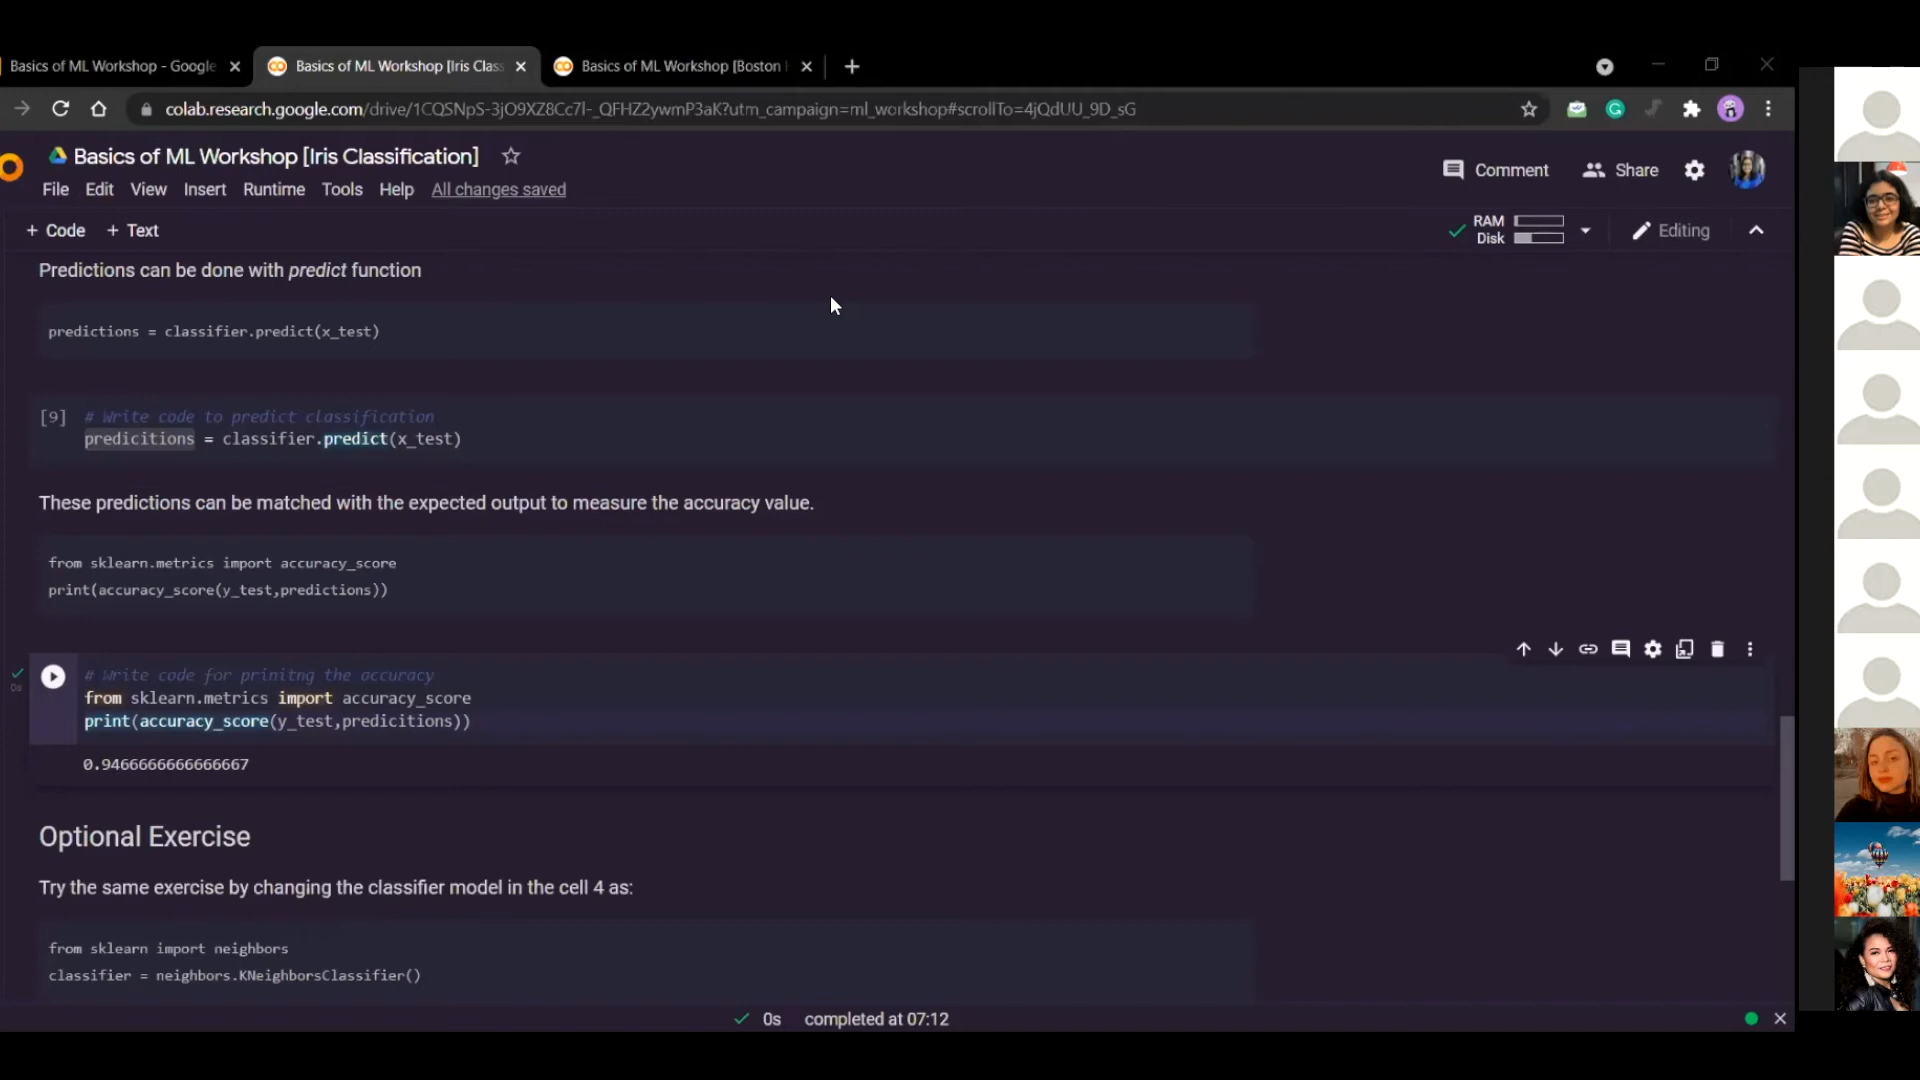 Basics of ML Workshop - Google
Basics of ML Workshop [Iris Class
Basics of ML Workshop [Boston
colab.research.google.com/drive/1CQSNpS-3jO9XZ8Cc7l-_QFHZ2ywmP3aK?utm_campaign=ml_workshop#scrollTo=4jQdUU_9D_sG
Basics of ML Workshop [Iris Classification]
Comment
Share
File Edit View Insert Runtime Tools Help All changes saved
+ Code + Text
RAM
Disk
Editing
Predictions can be done with predict function
predictions = classifier.predict(x_test)
[9] # Write code to predict classification
predicitions = classifier.predict(x_test)
These predictions can be matched with the expected output to measure the accuracy value.
from sklearn.metrics import accuracy_score
print(accuracy_score(y_test,predictions))
0s
# Write code for prinitng the accuracy
from sklearn.metrics import accuracy_score
print(accuracy_score(y_test,predicitions))
0.9466666666666667
Optional Exercise
Try the same exercise by changing the classifier model in the cell 4 as:
from sklearn import neighbors
classifier = neighbors.KNeighborsClassifier()
0s completed at 07:12